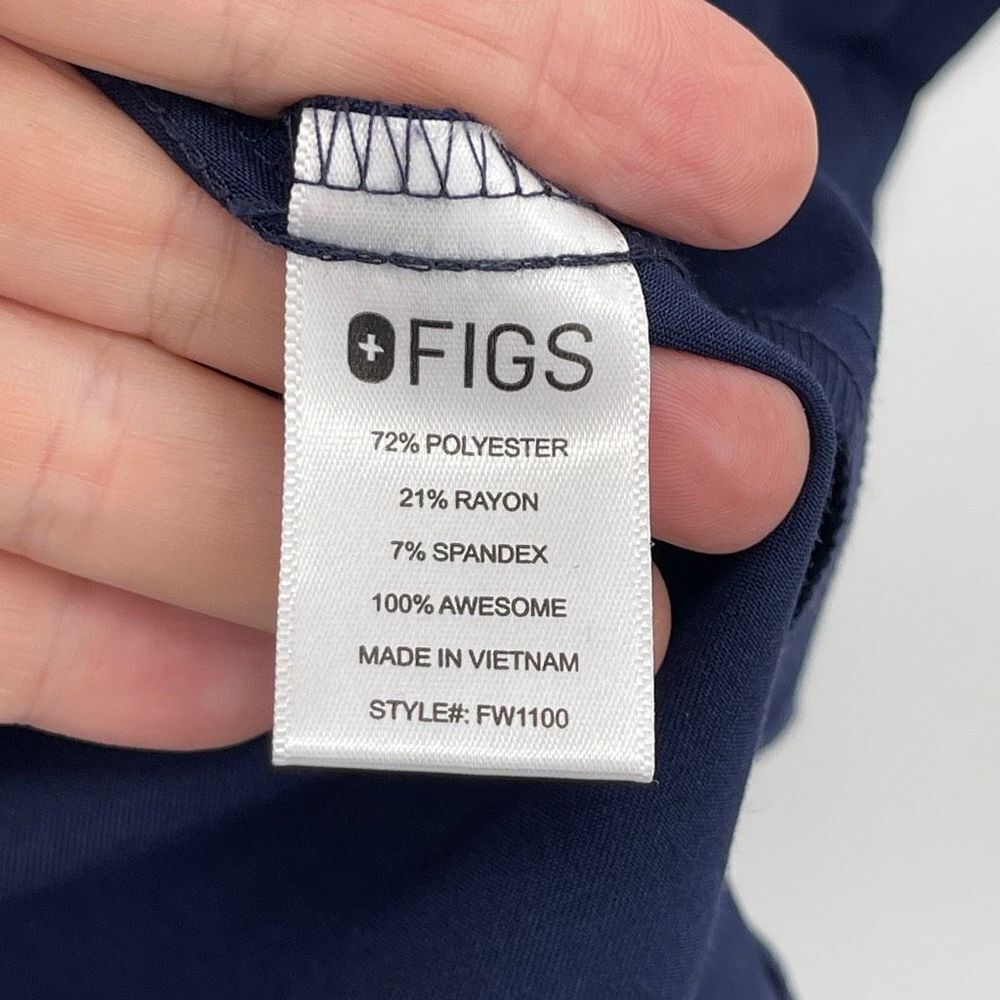 FIGS
72% POLYESTER
21% RAYON
7% SPANDEX
100% AWESOME
MADE IN VIETNAM
STYLE#: FW1100